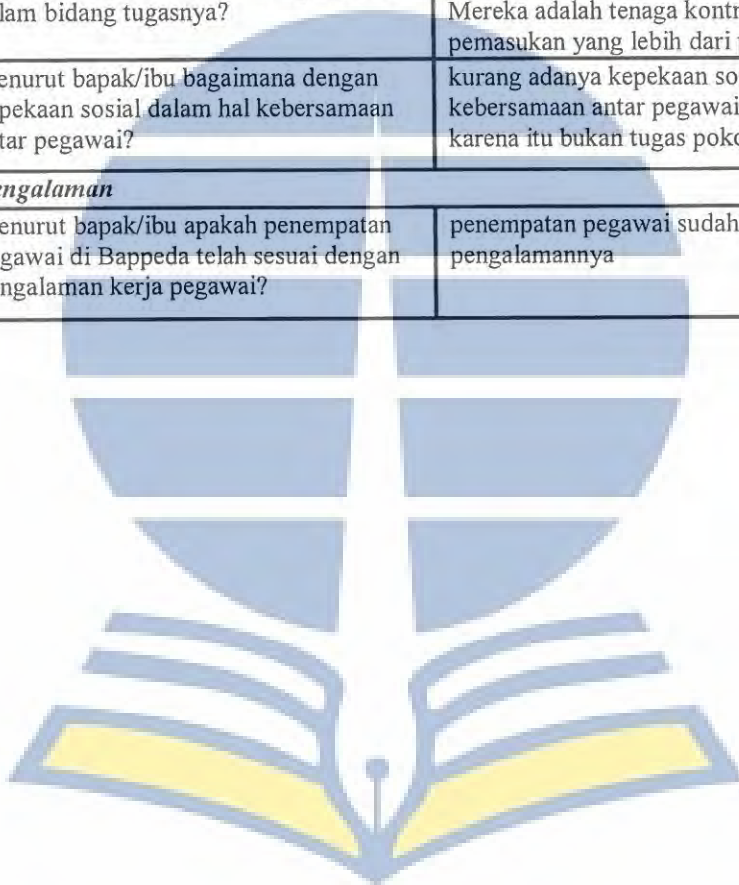 lam bidang tugasnya?
Mereka adalah tenaga kontr
pemasukan yang lebih dari
enurut bapak/ibu bagaimana dengan
pekaan sosial dalam hal kebersamaan
tar pegawai?
kurang adanya kepekaan so
kebersamaan antar pegawai
karena itu bukan tugas poko
engalaman
enurut bapak/ibu apakah penempatan
gawai di Bappeda telah sesuai dengan
ngalaman kerja pegawai?
penempatan pegawai sudah
pengalamannya